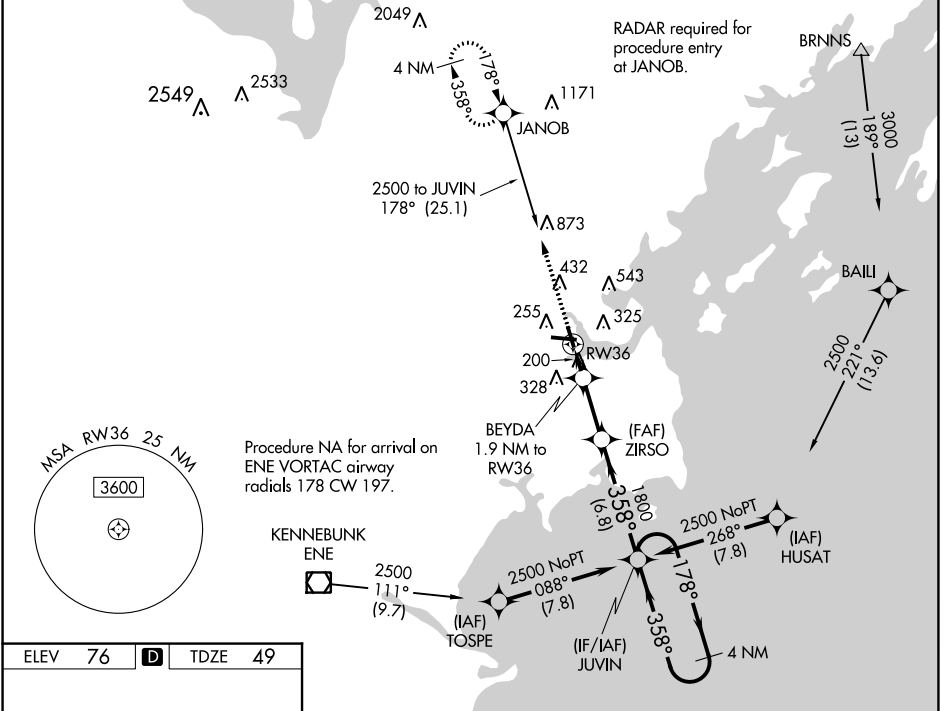 2049
RADAR required for
procedure entry
at JANOB.
BRNNS
4 NM
178°
358°
2549
2533
1171
JANOB
3000
189°
(13)
2500 to JUVIN
178° (25.1)
873
432
543
BAILI
255
325
RW36
200
328
2500
221°
(13.6)
BEYDA
1.9 NM to
RW36
(FAF)
ZIRSO
MSA RW36 25 NM
3600
Procedure NA for arrival on
ENE VORTAC airway
radials 178 CW 197.
1800
358°
(6.8)
2500 NoPT
268°
(7.8)
(IAF)
HUSAT
KENNEBUNK
ENE
2500
111°
(9.7)
2500 NoPT
088°
(7.8)
(IAF)
TOSPE
178°
358°
(IF/IAF)
JUVIN
4 NM
ELEV 76 D TDZE 49